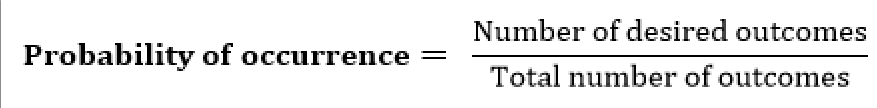 Probability of occurrence = Number of desired outcomes
Total number of outcomes